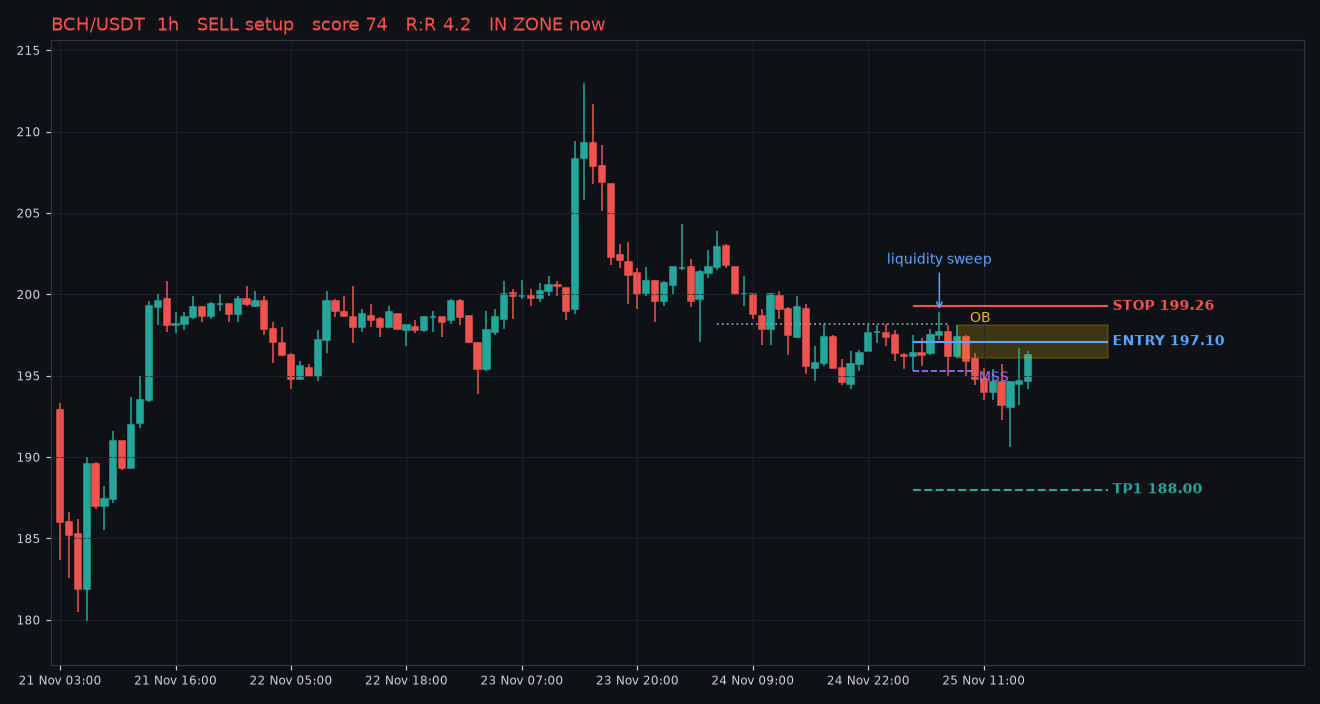 BCH/USDT 1h SELL setup score 74 R:R 4.2 IN ZONE now
215
210
205
200
195
190
185
180
liquidity sweep
STOP 199.26
OB
ENTRY 197.10
MSS
TP1 188.00
21 Nov 03:00
21 Nov 16:00
22 Nov 05:00
22 Nov 18:00
23 Nov 07:00
23 Nov 20:00
24 Nov 09:00
24 Nov 22:00
25 Nov 11:00